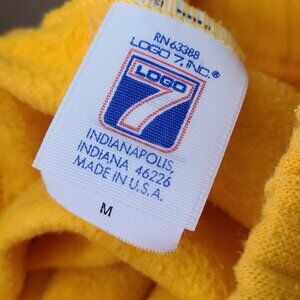 RN 63388
LOGO 7, INC.®
LOGO
7
INDIANAPOLIS,
INDIANA 46226
MADE IN U.S.A.
M